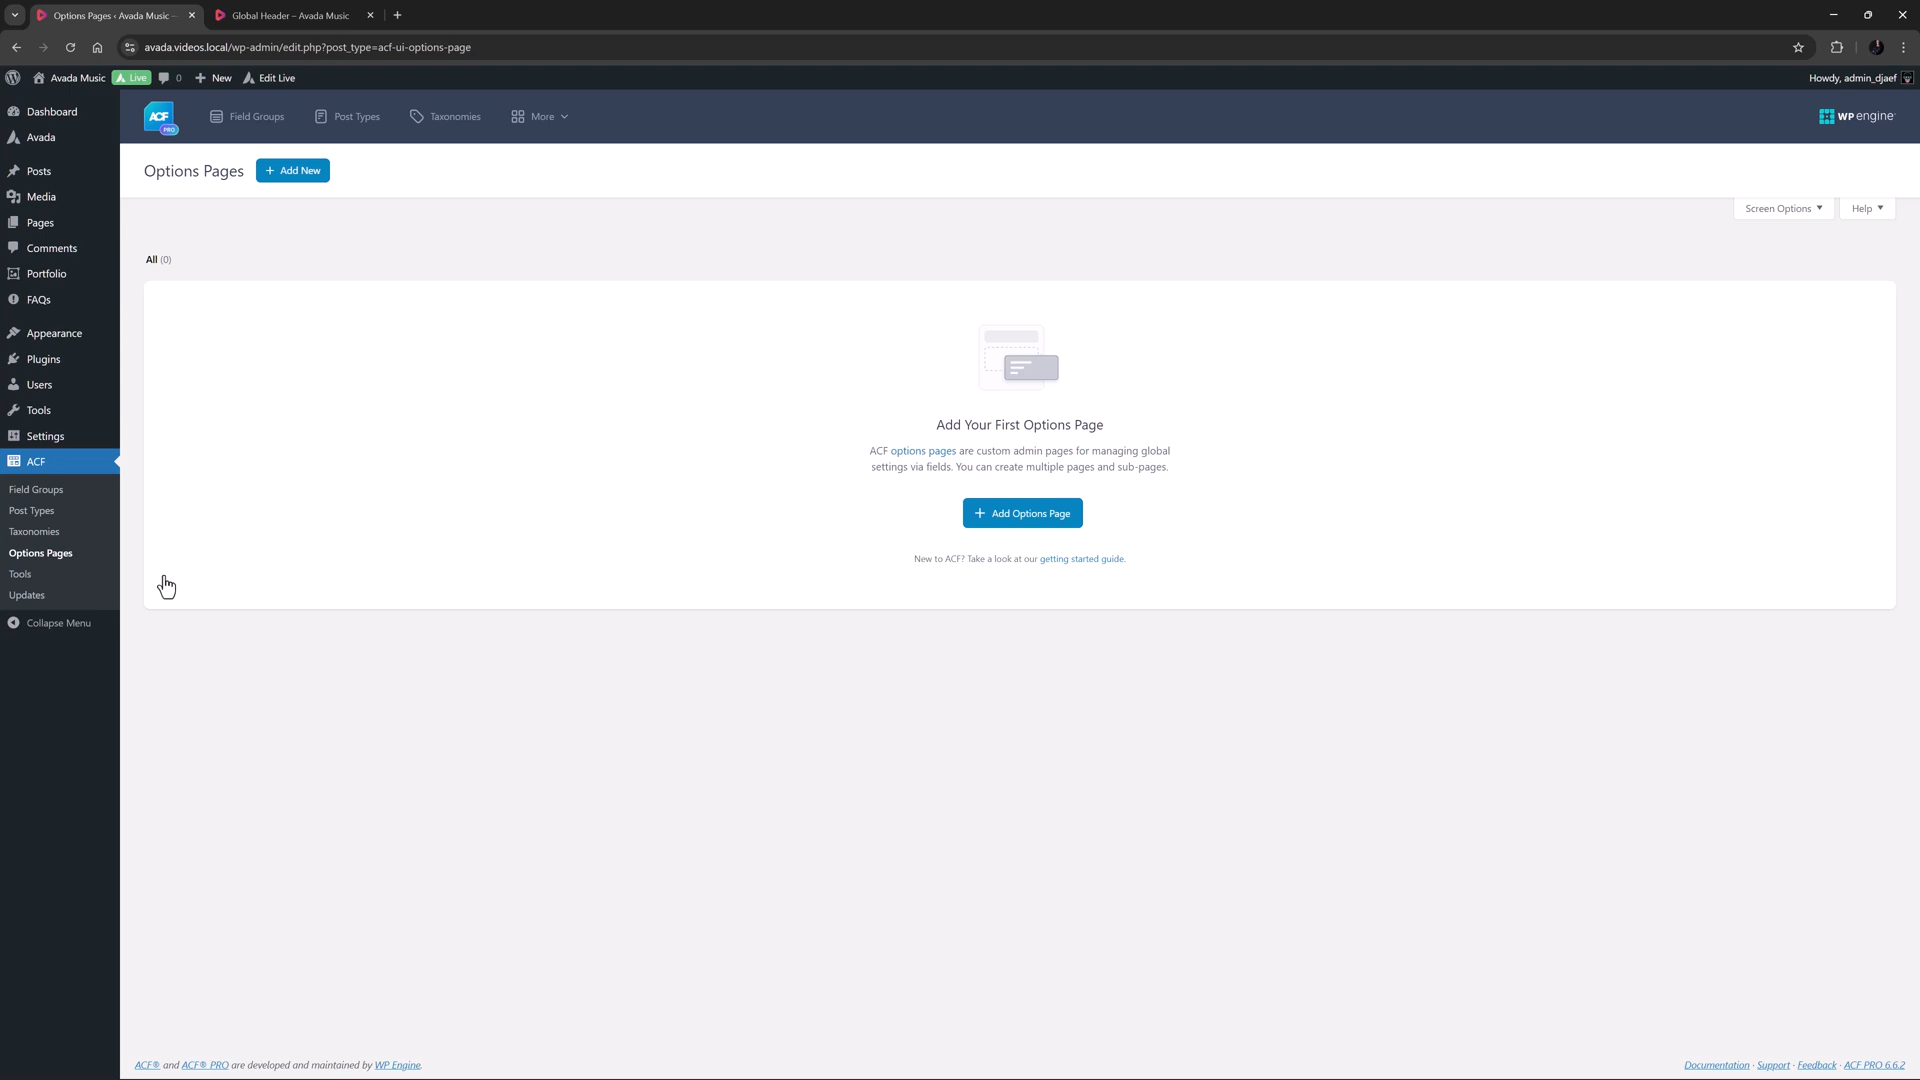 Options Pages ‹ Avada Music —
Global Header – Avada Music
avada.videos.local/wp-admin/edit.php?post_type=acf-ui-options-page
Avada Music
Live
0
New
Edit Live
Howdy, admin_djaef
Dashboard
Avada
Posts
Media
Pages
Comments
Portfolio
FAQs
Appearance
Plugins
Users
Tools
Settings
ACF
Field Groups
Post Types
Taxonomies
Options Pages
Tools
Updates
Collapse Menu
ACF
PRO
Field Groups
Post Types
Taxonomies
More
WP engine
Options Pages
+ Add New
Screen Options
Help
All (0)
Add Your First Options Page
ACF options pages are custom admin pages for managing global
settings via fields. You can create multiple pages and sub-pages.
+ Add Options Page
New to ACF? Take a look at our getting started guide.
ACF® and ACF® PRO are developed and maintained by WP Engine.
Documentation · Support · Feedback · ACF PRO 6.6.2